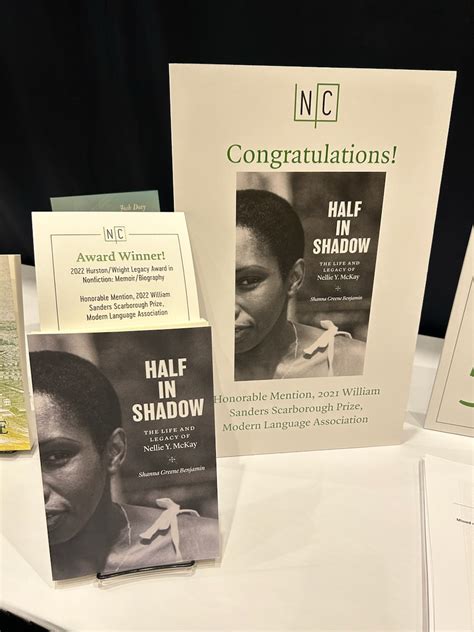 NC
Congratulations!
HALF
IN
SHADOW
THE LIFE AND
LEGACY OF
Nellie Y. McKay
Shanna Greene Benjamin
Honorable Mention, 2021 William
Sanders Scarborough Prize,
Modern Language Association
NC
Award Winner!
2022 Hurston/Wright Legacy Award in
Nonfiction: Memoir/Biography
Honorable Mention, 2022 William
Sanders Scarborough Prize,
Modern Language Association
HALF
IN
SHADOW
THE LIFE AND
LEGACY OF
Nellie Y. McKay
Shanna Greene Benjamin